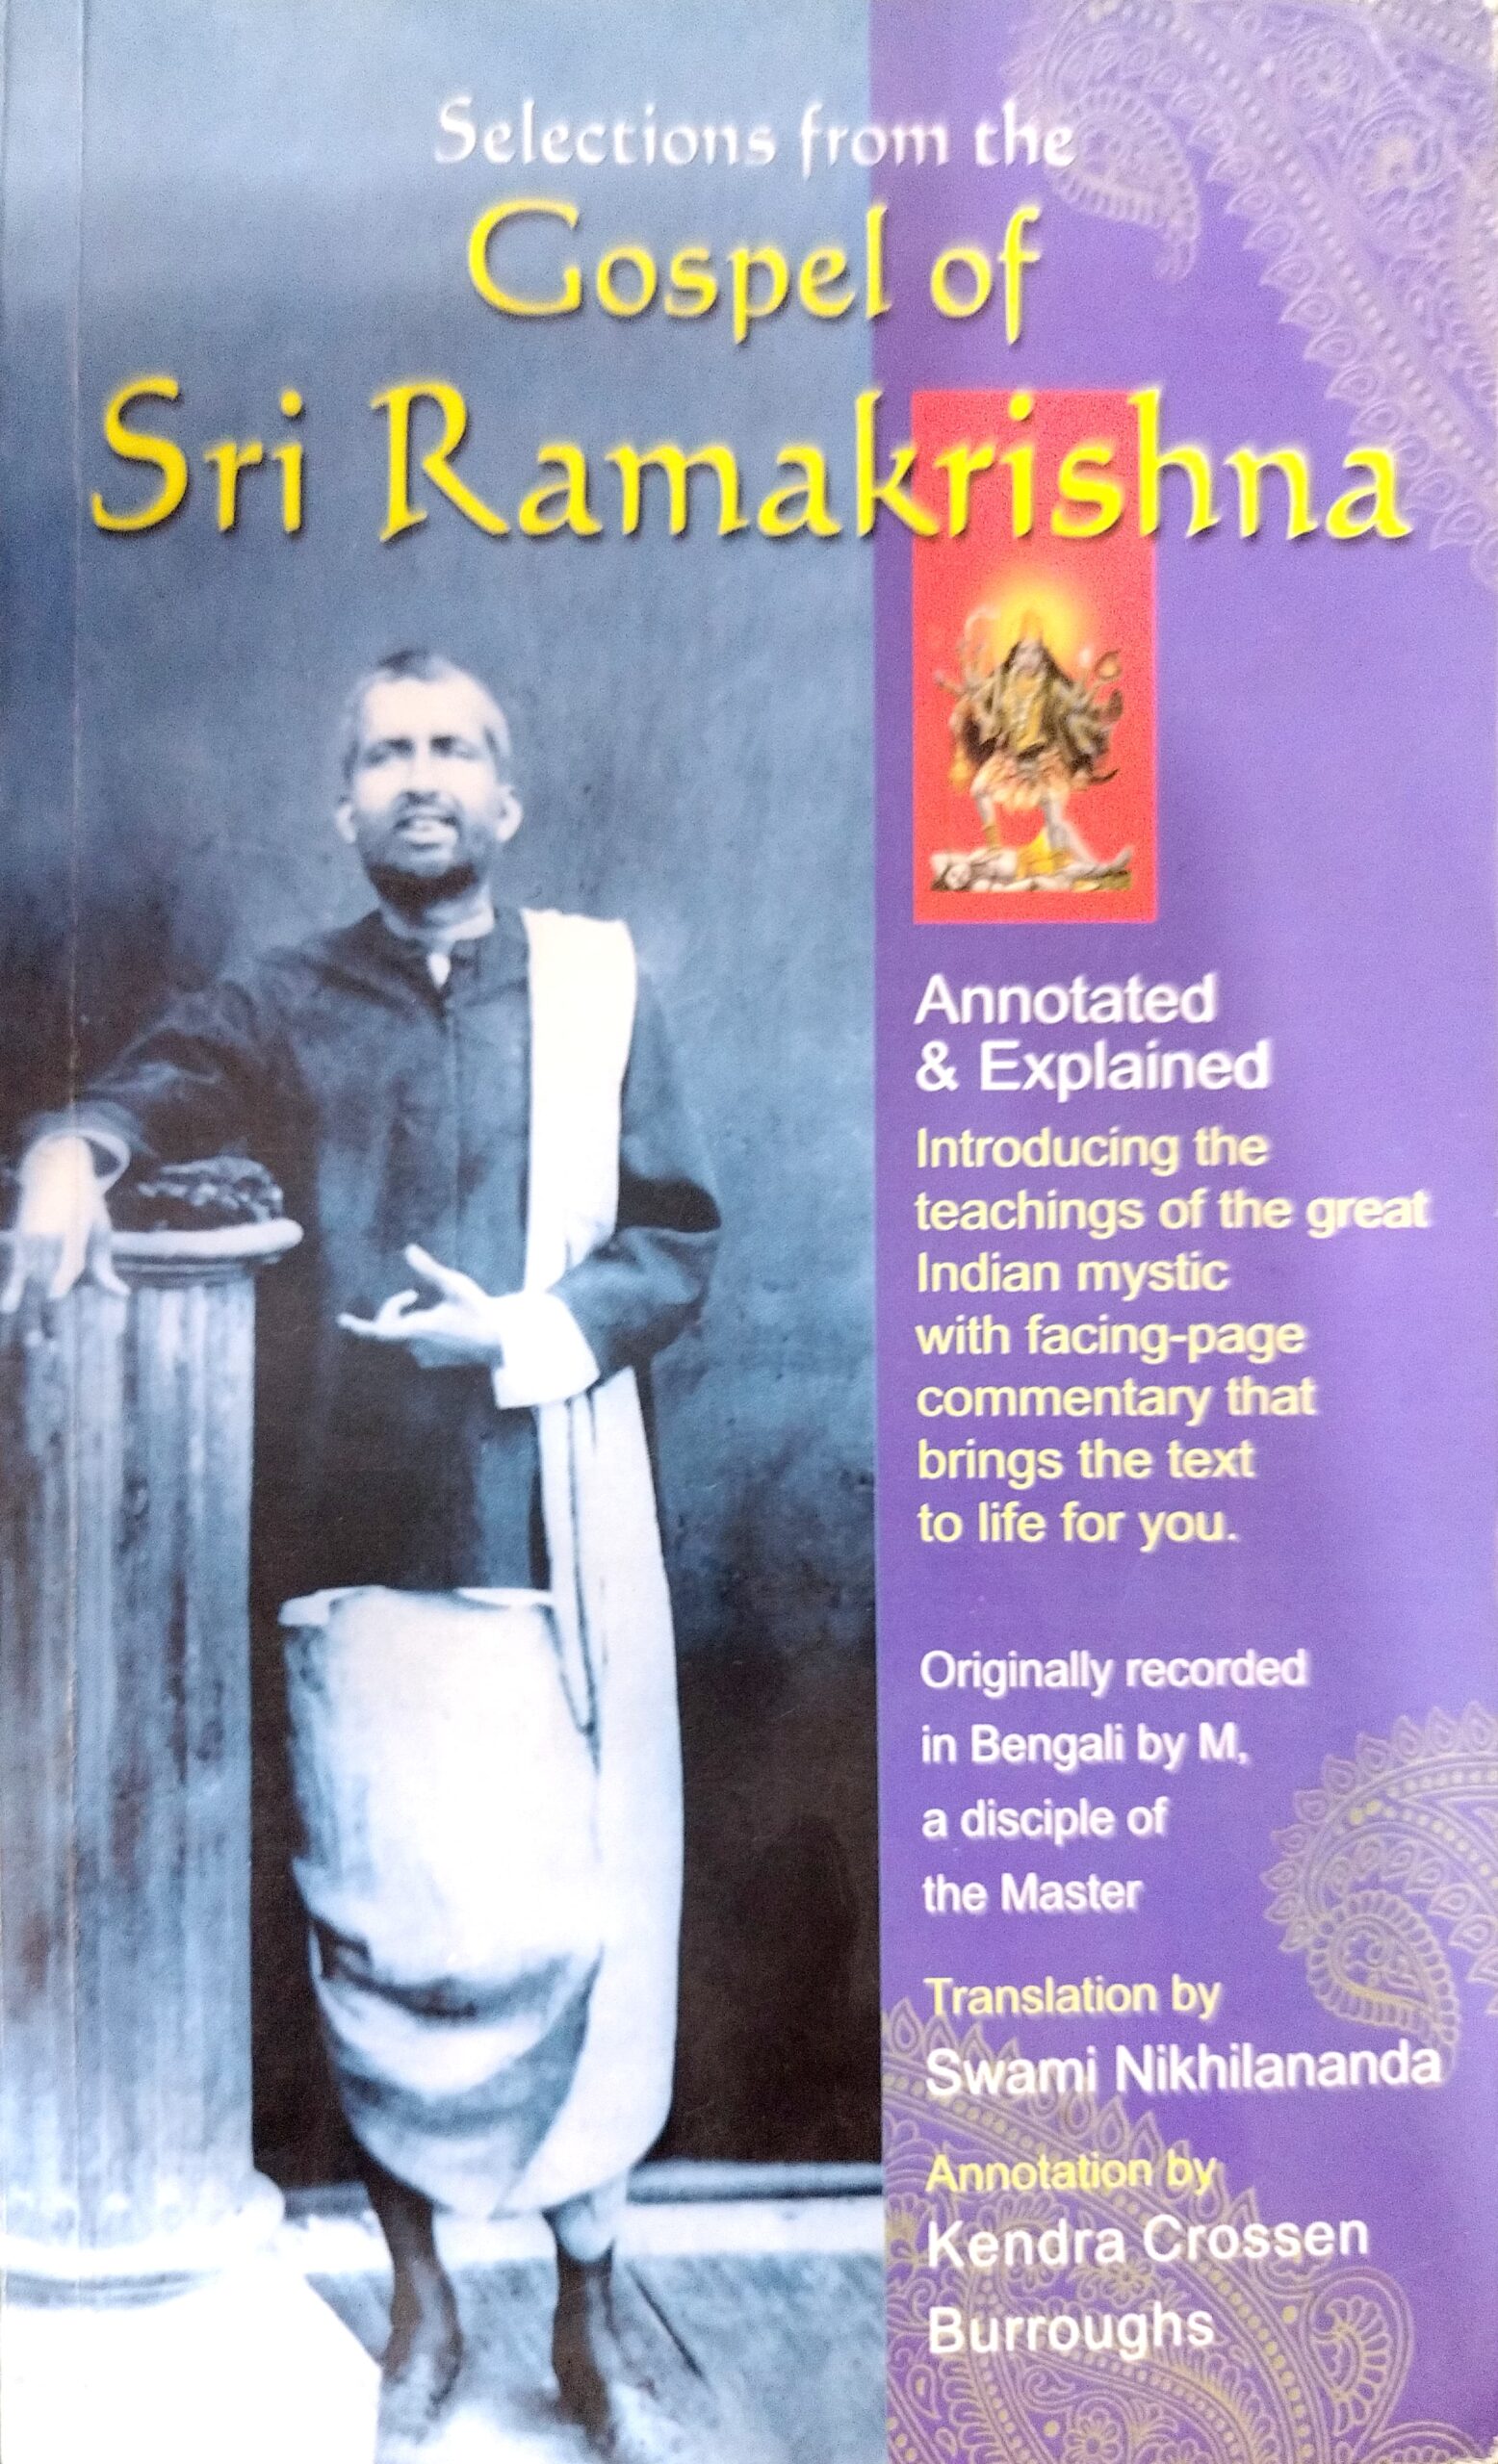 Selections from the
Gospel of
Sri Ramakrishna
Annotated
& Explained
Introducing the
teachings of the great
Indian mystic
with facing-page
commentary that
brings the text
to life for you.
Originally recorded
in Bengali by M,
a disciple of
the Master
Translation by
Swami Nikhilananda
Annotation by
Kendra Crossen
Burroughs